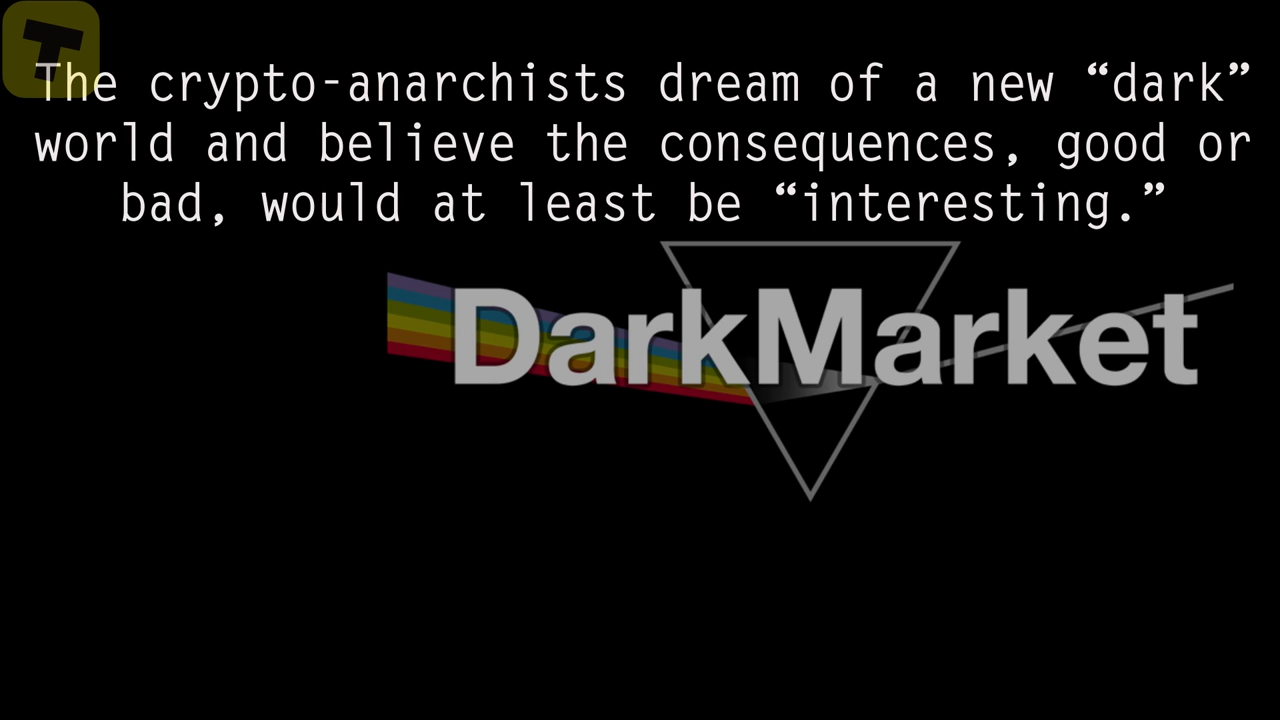 T
The crypto-anarchists dream of a new “dark”
world and believe the consequences, good or
bad, would at least be “interesting.”
DarkMarket